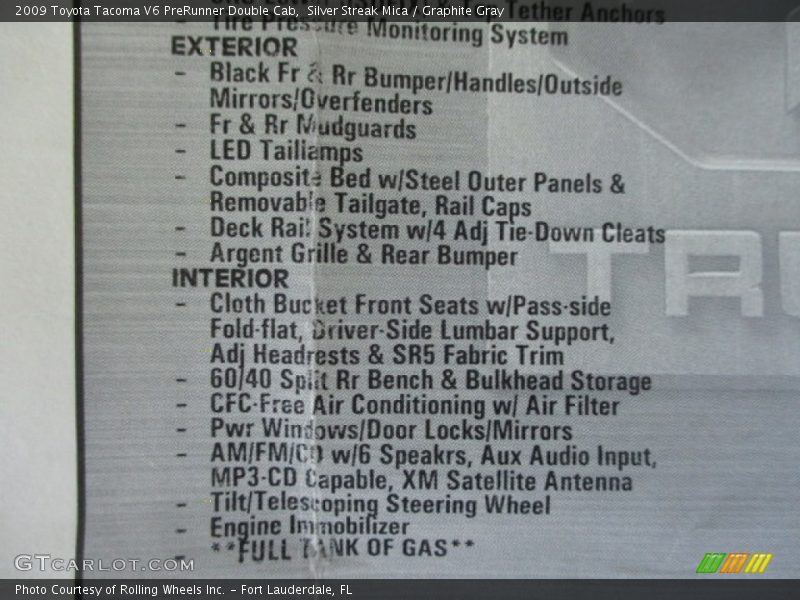 2009 Toyota Tacoma V6 PreRunner Double Cab, Silver Streak Mica / Graphite Gray
Tether Anchors
Tire Pressure Monitoring System
EXTERIOR
- Black Fr & Rr Bumper/Handles/Outside
Mirrors/Overfenders
- Fr & Rr Mudguards
- LED Taillamps
- Composite Bed w/Steel Outer Panels &
Removable Tailgate, Rail Caps
- Deck Rail System w/4 Adj Tie-Down Cleats
- Argent Grille & Rear Bumper
INTERIOR
- Cloth Bucket Front Seats w/Pass-side
Fold-flat, Driver-Side Lumbar Support,
Adj Headrests & SR5 Fabric Trim
- 60/40 Split Rr Bench & Bulkhead Storage
- CFC-Free Air Conditioning w/ Air Filter
- Pwr Windows/Door Locks/Mirrors
- AM/FM/CD w/6 Speakrs, Aux Audio Input,
MP3-CD Capable, XM Satellite Antenna
- Tilt/Telescoping Steering Wheel
- Engine Immobilizer
- **FULL TANK OF GAS**
TR
GTCARLOT.COM
Photo Courtesy of Rolling Wheels Inc. – Fort Lauderdale, FL